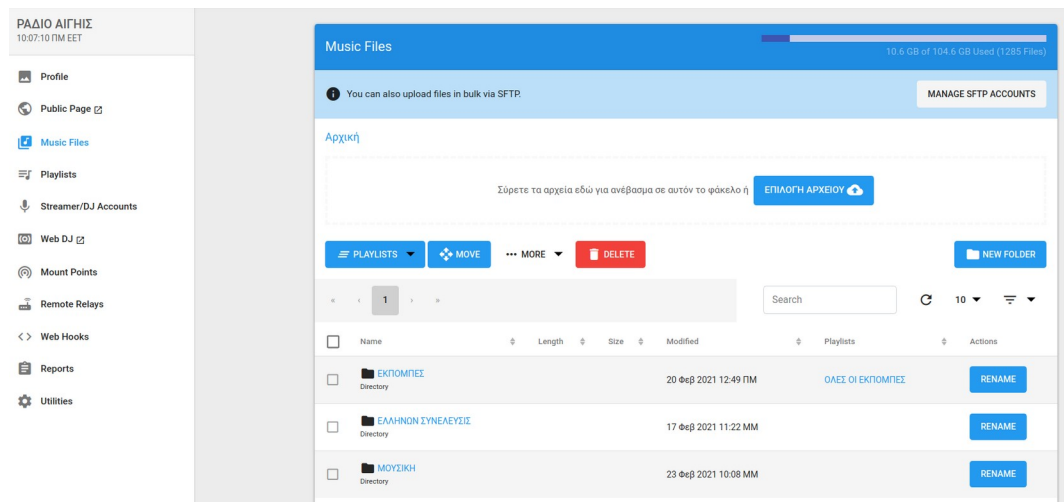 ΡΑΔΙΟ ΑΙΓΗΙΣ
10:07:10 ΠΜ EET
Profile
Public Page
Music Files
Playlists
Streamer/DJ Accounts
Web DJ
Mount Points
Remote Relays
Web Hooks
Reports
Utilities
Music Files
10.6 GB of 104.6 GB Used (1285 Files)
You can also upload files in bulk via SFTP.
MANAGE SFTP ACCOUNTS
Αρχική
Σύρετε τα αρχεία εδώ για ανέβασμα σε αυτόν το φάκελο ή ΕΠΙΛΟΓΗ ΑΡΧΕΙΟΥ
PLAYLISTS MOVE ••• MORE DELETE NEW FOLDER
« ‹ 1 › » Search 10
Name Length Size Modified Playlists Actions
ΕΚΠΟΜΠΕΣ
Directory
20 Φεβ 2021 12:49 ΠΜ ΟΛΕΣ ΟΙ ΕΚΠΟΜΠΕΣ RENAME
ΕΛΛΗΝΩΝ ΣΥΝΕΛΕΥΣΙΣ
Directory
17 Φεβ 2021 11:22 ΜΜ RENAME
ΜΟΥΣΙΚΗ
Directory
23 Φεβ 2021 10:08 ΜΜ RENAME